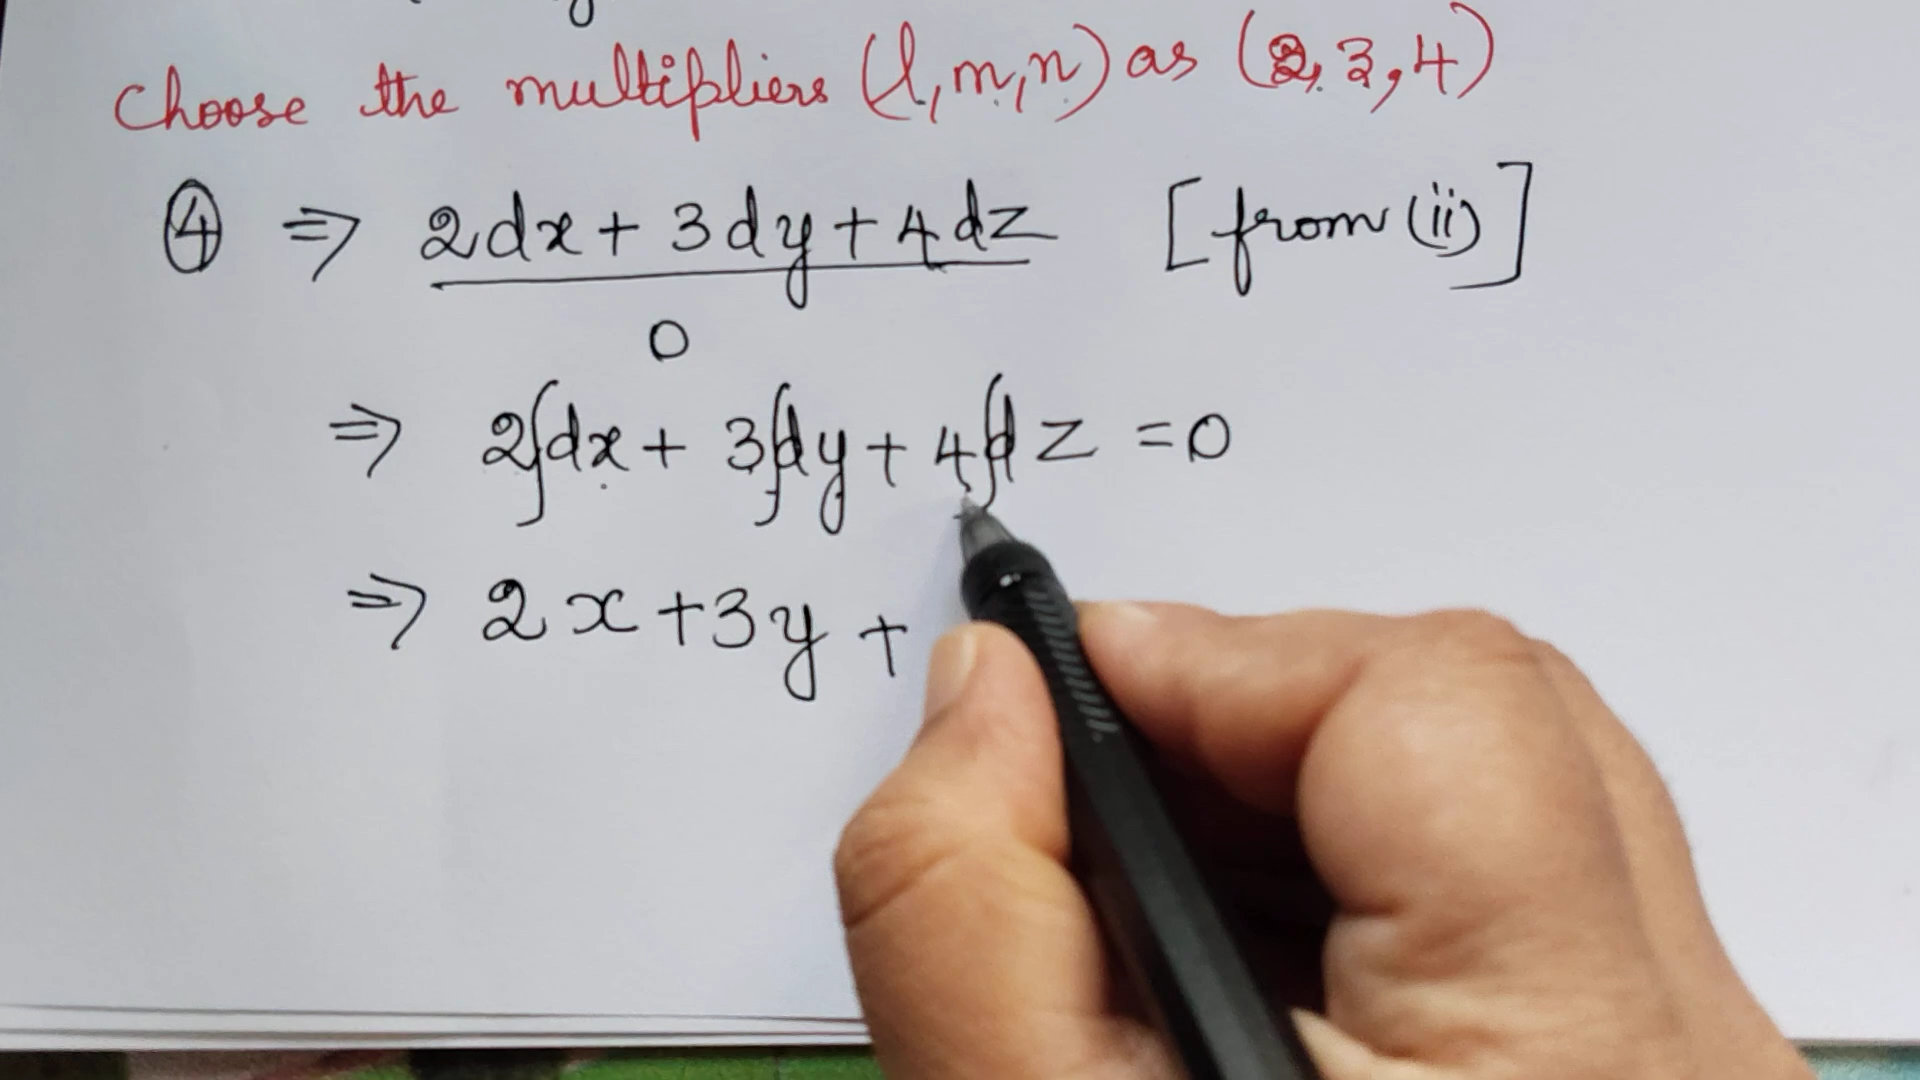 Choose the multipliers (l, m, n) as (2, 3, 4)
④ ⇒ 2dx + 3dy + 4dz [from (ii)]
0
⇒ 2∫dx + 3∫dy + 4∫dz = 0
⇒ 2x + 3y +